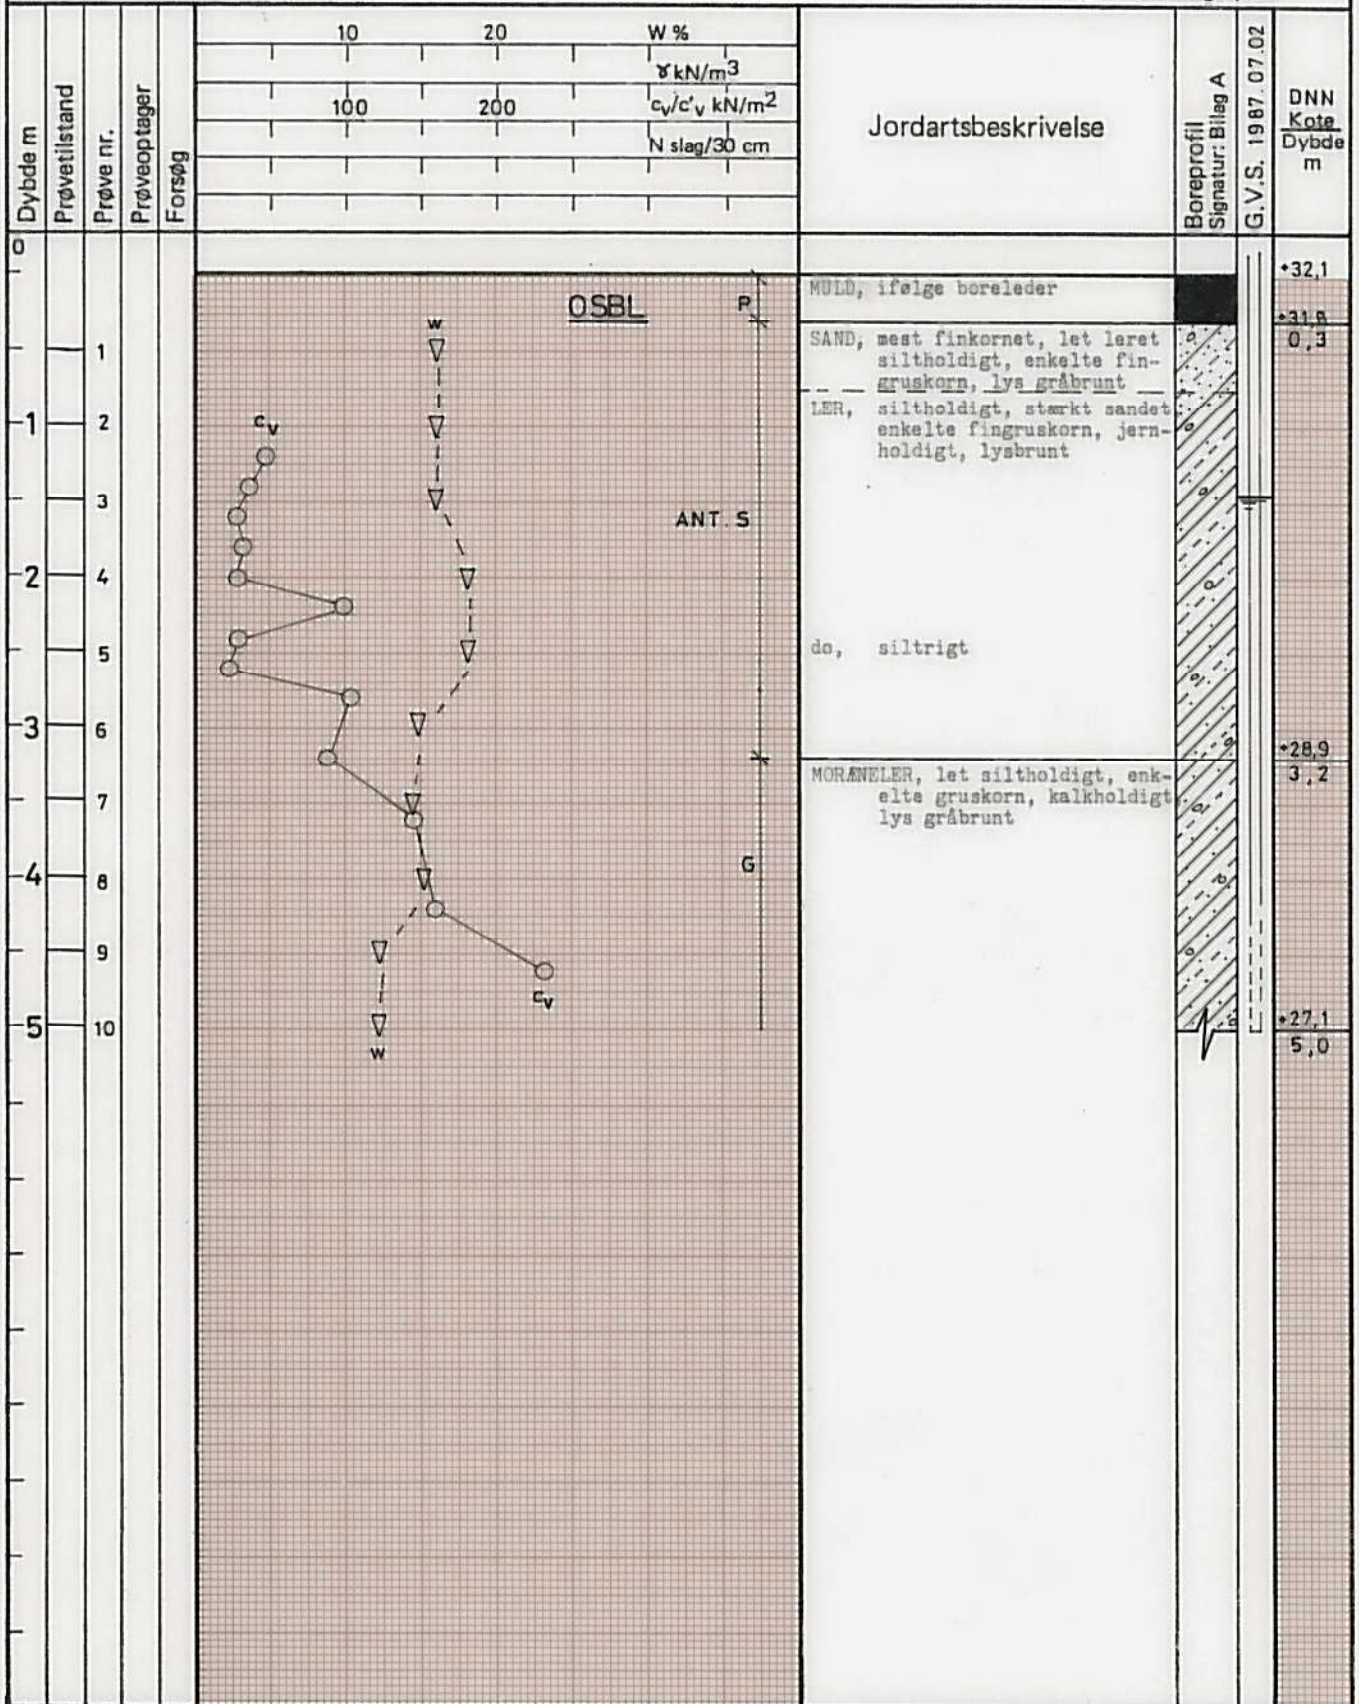 10 20 W %
γ kN/m3
100 200 cv/c'v kN/m2
N slag/30 cm
Dybde m
Prøvetilstand
Prøve nr.
Prøveoptager
Forsøg
Jordartsbeskrivelse
Boreprofil
Signatur: Bilag A
G.V.S. 1987.07.02
DNN
Kote
Dybde
m
0
+32,1
OSBL
P
MULD, ifølge boreleder
+31,8
0,3
w
1
SAND, mest finkornet, let leret
siltholdigt, enkelte fin-
gruskorn, lys gråbrunt
1
2
cv
LER, siltholdigt, stærkt sandet
enkelte fingruskorn, jern-
holdigt, lysbrunt
3
ANT. S
2
4
5
do, siltrigt
3
6
+28,9
3,2
7
MORÆNELER, let siltholdigt, enk-
elte gruskorn, kalkholdigt,
lys gråbrunt
4
8
G
9
cv
5
10
+27,1
5,0
w